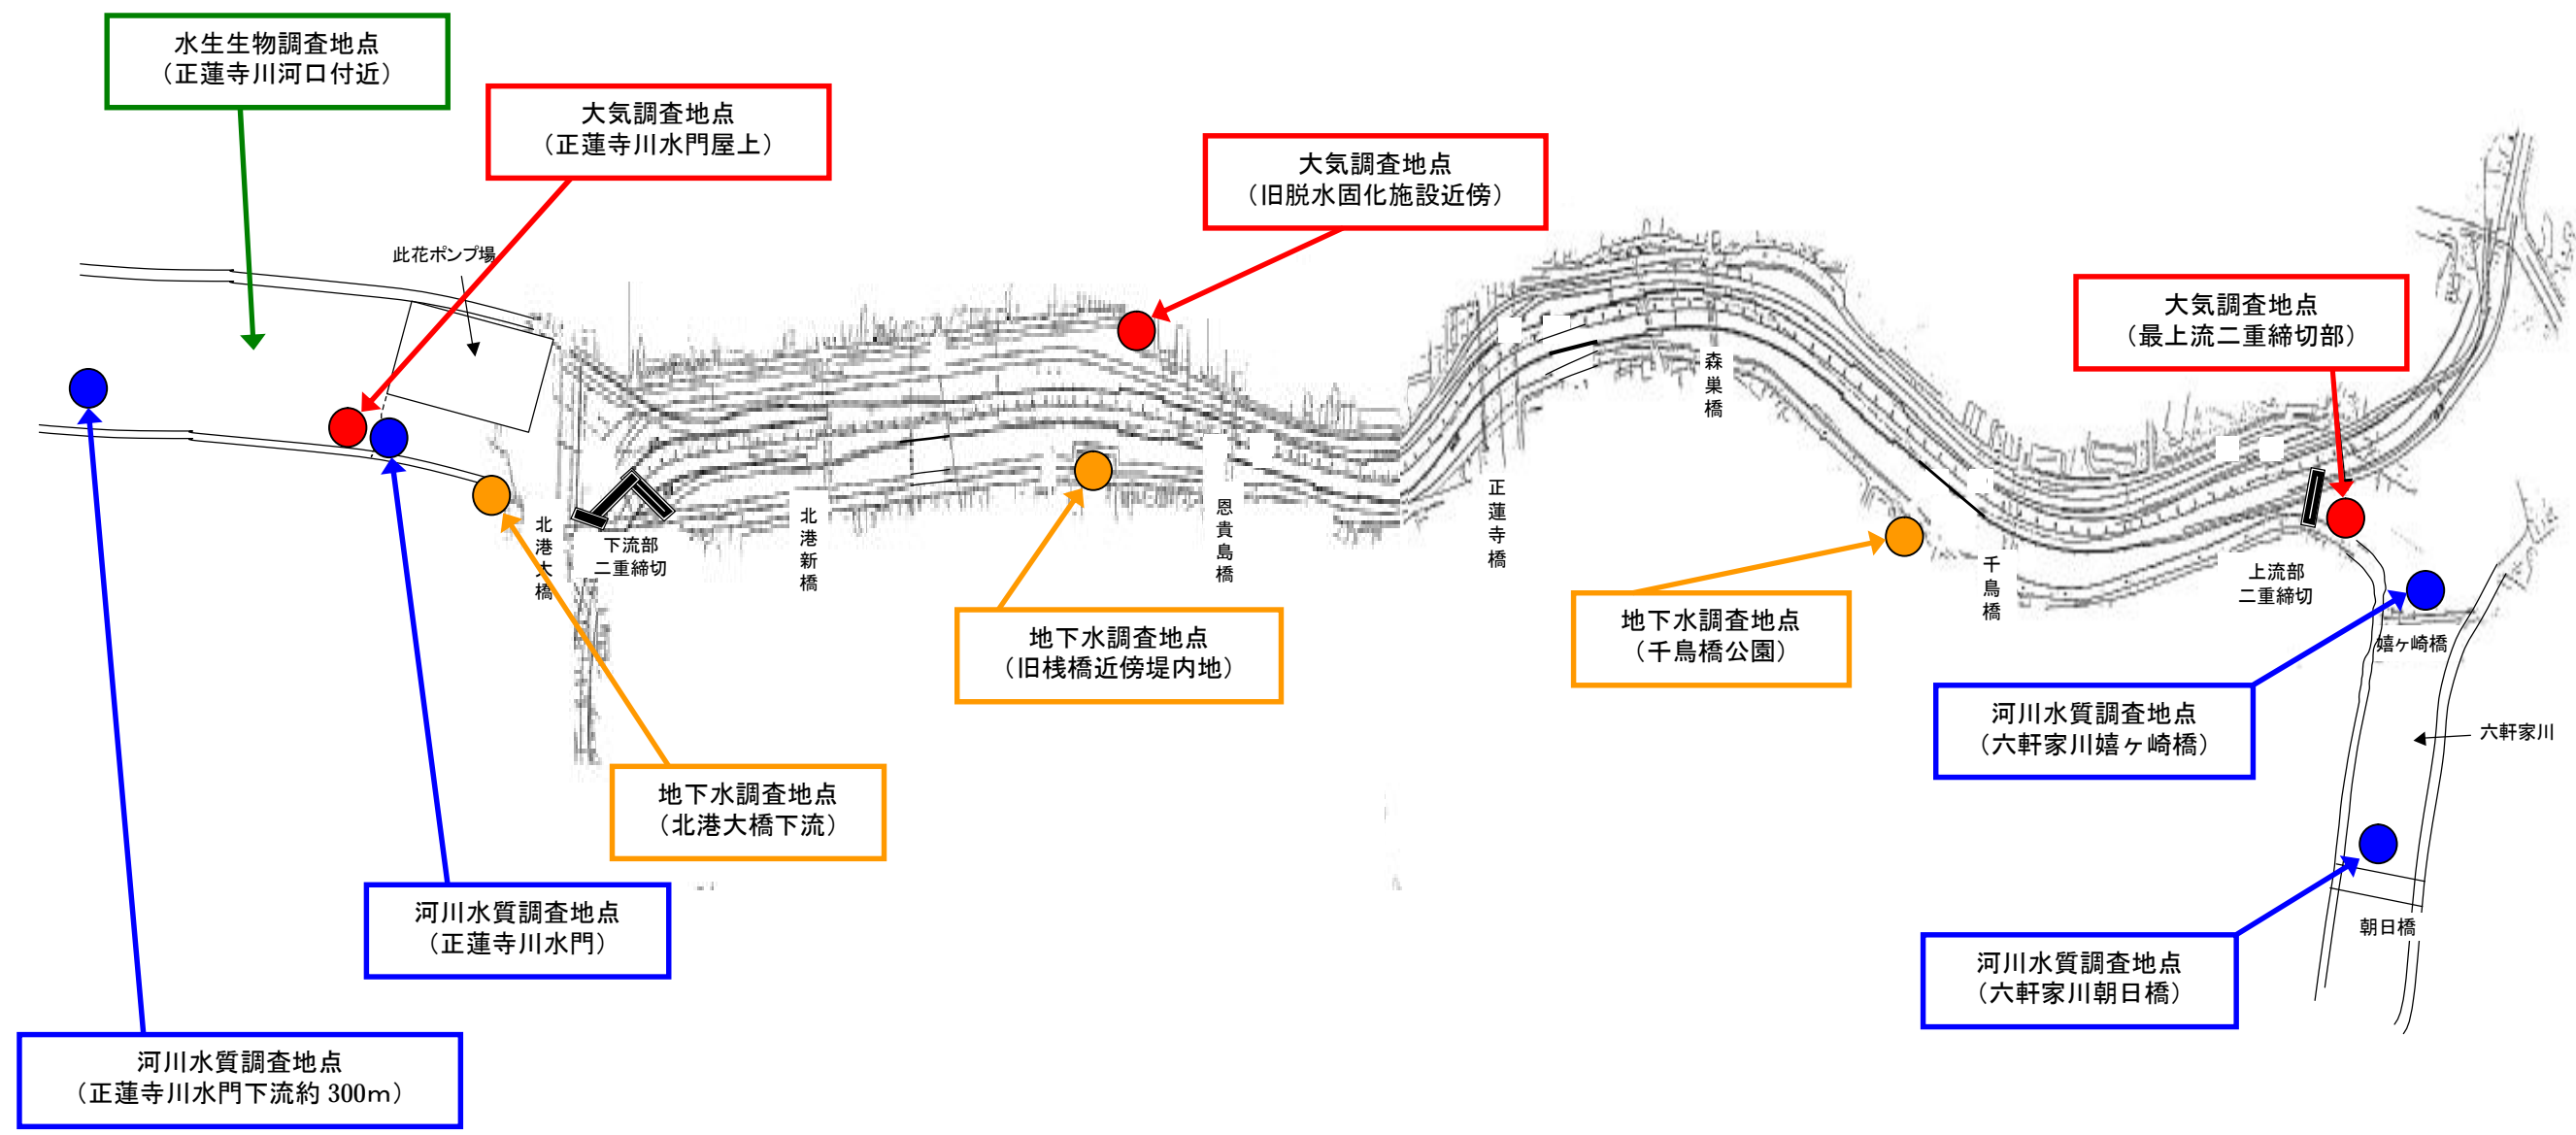 水生生物調査地点
（正蓮寺川河口付近）
大気調査地点
（正蓮寺川水門屋上）
大気調査地点
（旧脱水固化施設近傍）
此花ポンプ場
大気調査地点
（最上流二重締切部）
森巣橋
正蓮寺橋
恩貴島橋
北港新橋
北港大橋
下流部
二重締切
千鳥橋
上流部
二重締切
地下水調査地点
（旧桟橋近傍堤内地）
地下水調査地点
（千鳥橋公園）
嬉ヶ崎橋
河川水質調査地点
（六軒家川嬉ヶ崎橋）
六軒家川
地下水調査地点
（北港大橋下流）
河川水質調査地点
（正蓮寺川水門）
朝日橋
河川水質調査地点
（六軒家川朝日橋）
河川水質調査地点
（正蓮寺川水門下流約 300m）